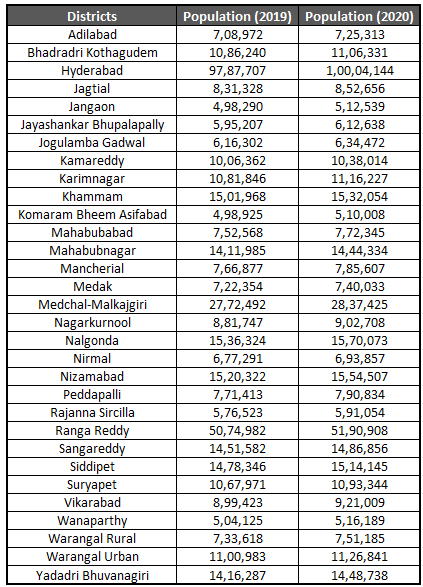 Districts Population (2019) Population (2020)
Adilabad 7,08,972 7,25,313
Bhadradri Kothagudem 10,86,240 11,06,331
Hyderabad 97,87,707 1,00,04,144
Jagtial 8,31,328 8,52,656
Jangaon 4,98,290 5,12,539
Jayashankar Bhupalapally 5,95,207 6,12,638
Jogulamba Gadwal 6,16,302 6,34,472
Kamareddy 10,06,362 10,38,014
Karimnagar 10,81,846 11,16,227
Khammam 15,01,968 15,32,054
Komaram Bheem Asifabad 4,98,925 5,10,008
Mahabubabad 7,52,568 7,72,345
Mahabubnagar 14,11,985 14,44,334
Mancherial 7,66,877 7,85,607
Medak 7,22,354 7,40,033
Medchal-Malkajgiri 27,72,492 28,37,425
Nagarkurnool 8,81,747 9,02,708
Nalgonda 15,36,324 15,70,073
Nirmal 6,77,291 6,93,857
Nizamabad 15,20,322 15,54,507
Peddapalli 7,71,413 7,90,834
Rajanna Sircilla 5,76,523 5,91,054
Ranga Reddy 50,74,982 51,90,908
Sangareddy 14,51,582 14,86,856
Siddipet 14,78,346 15,14,145
Suryapet 10,67,971 10,93,344
Vikarabad 8,99,423 9,21,009
Wanaparthy 5,04,125 5,16,189
Warangal Rural 7,33,618 7,51,185
Warangal Urban 11,00,983 11,26,841
Yadadri Bhuvanagiri 14,16,287 14,48,738